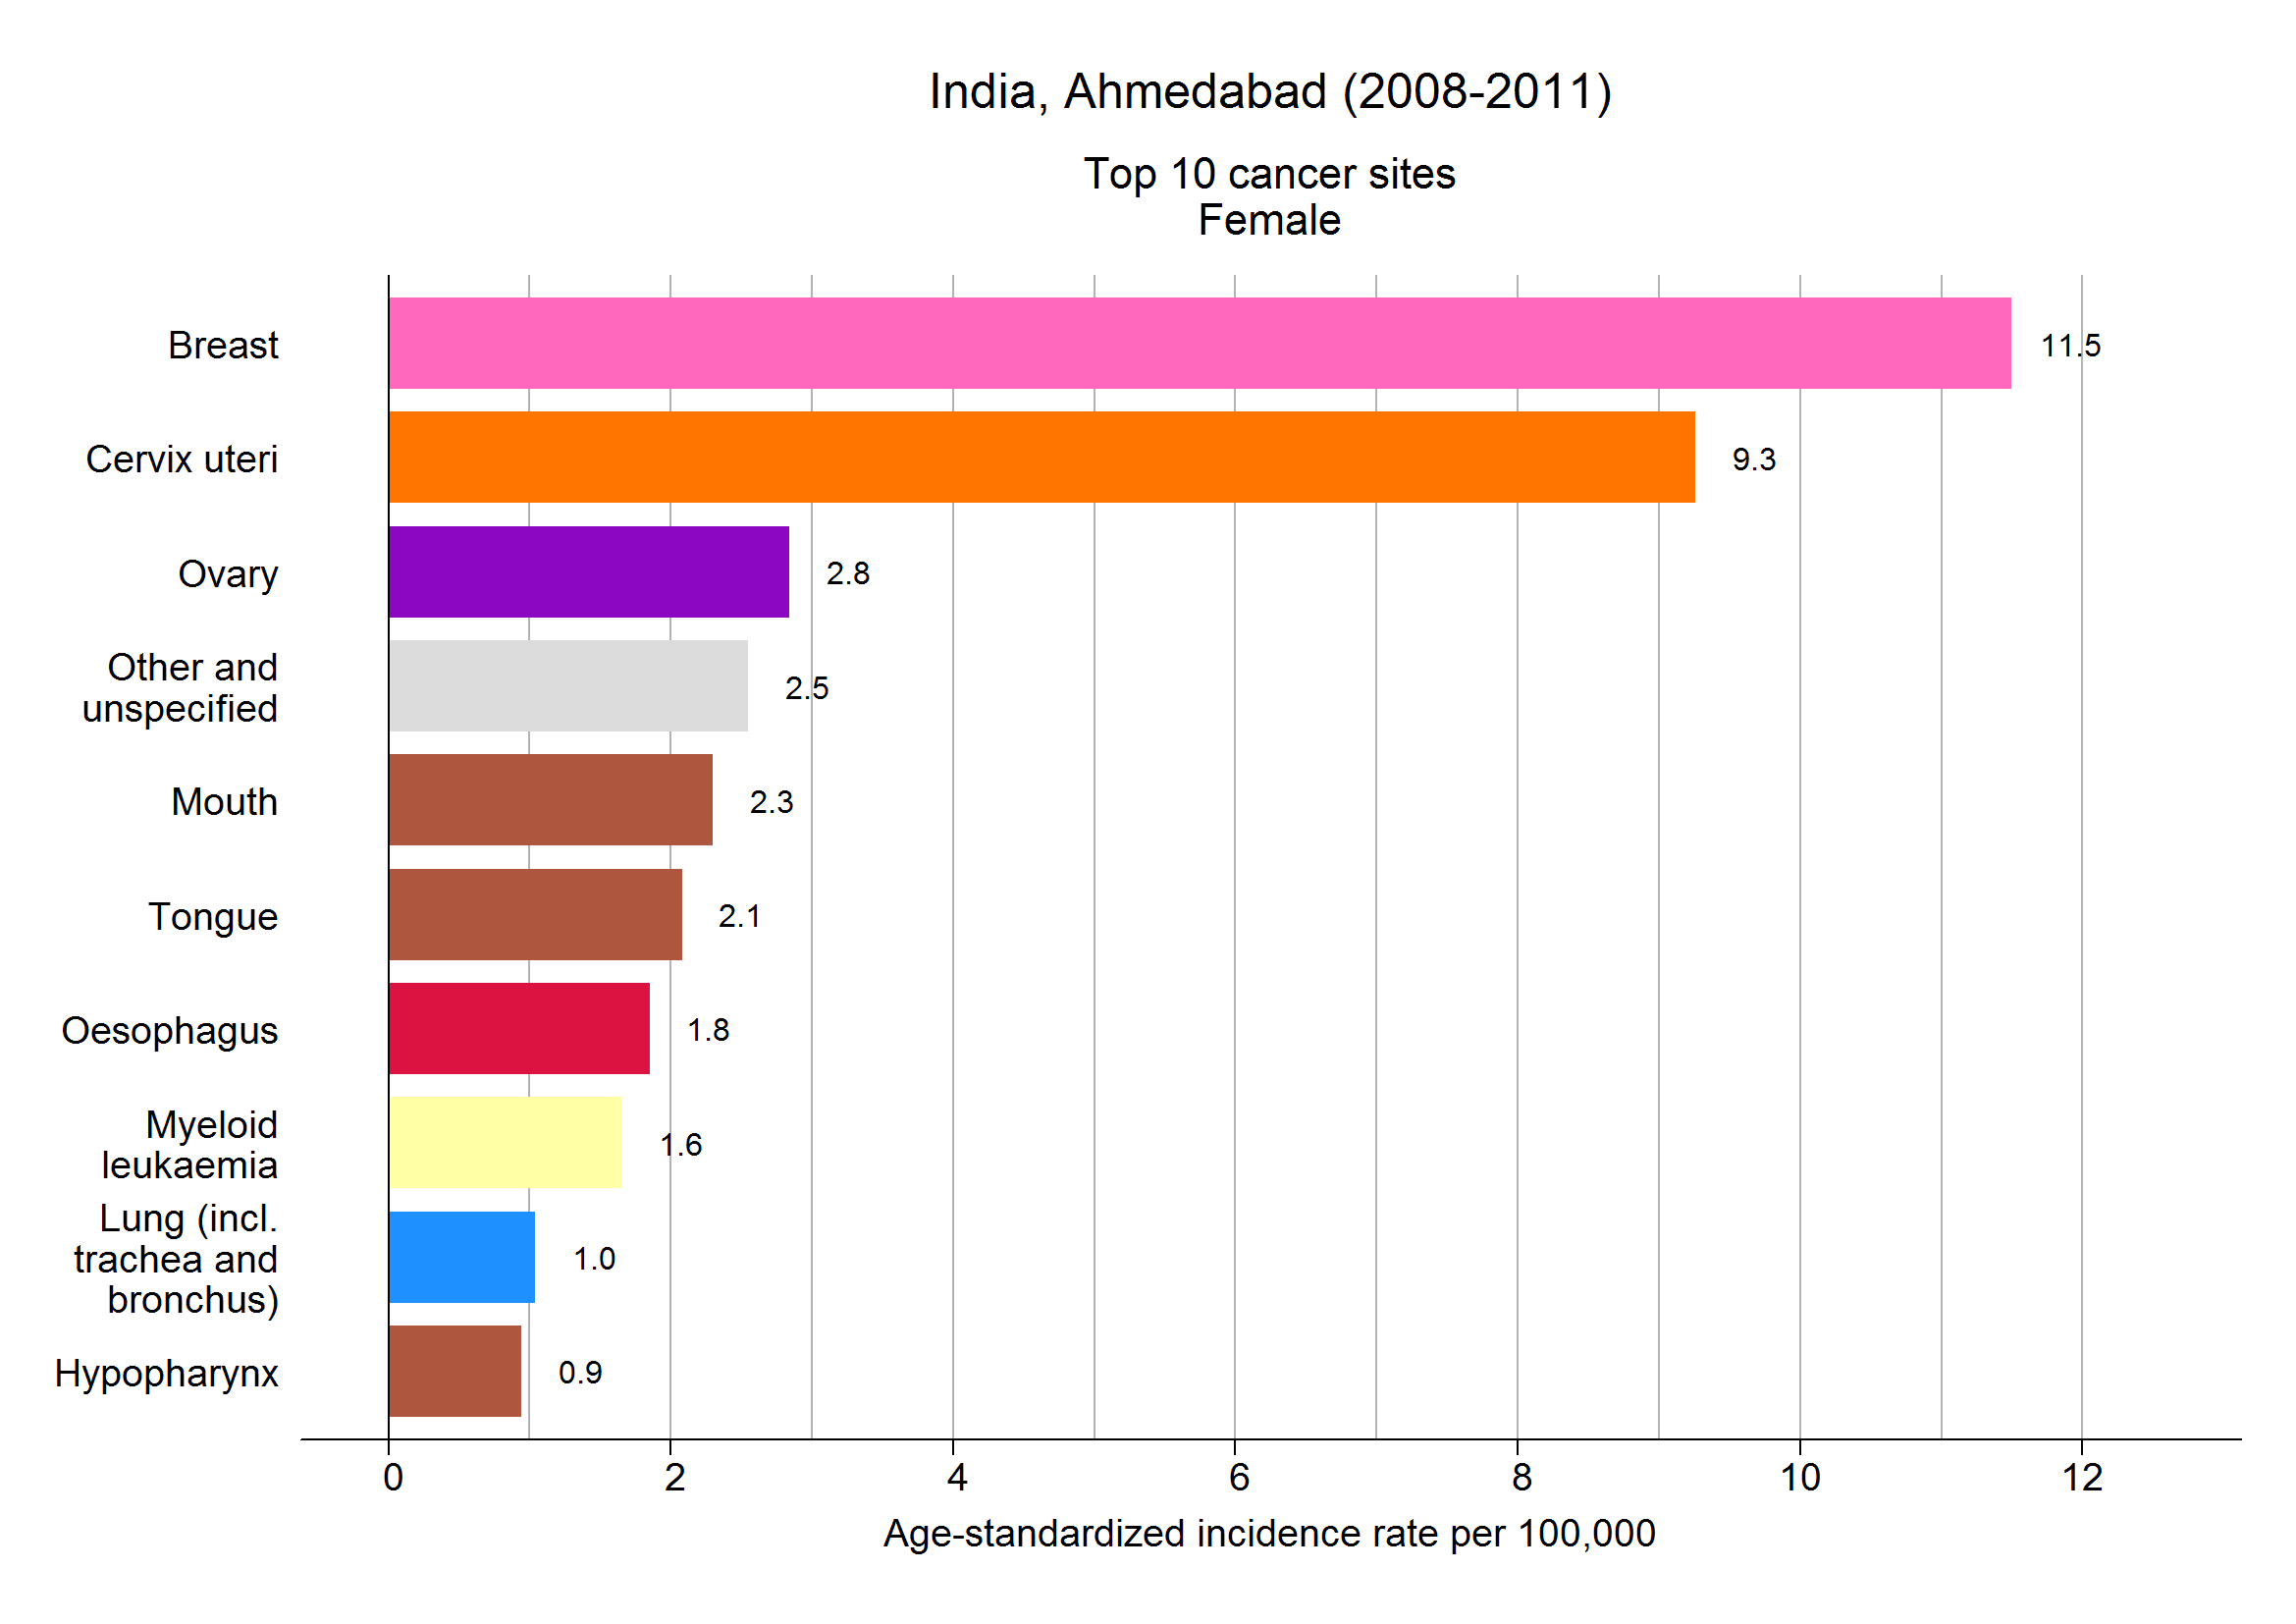 India, Ahmedabad (2008-2011)
Top 10 cancer sites
Female
Breast
11.5
Cervix uteri
9.3
Ovary
2.8
Other and
unspecified
2.5
Mouth
2.3
Tongue
2.1
Oesophagus
1.8
Myeloid
leukaemia
1.6
Lung (incl.
trachea and
bronchus)
1.0
Hypopharynx
0.9
0 2 4 6 8 10 12
Age-standardized incidence rate per 100,000